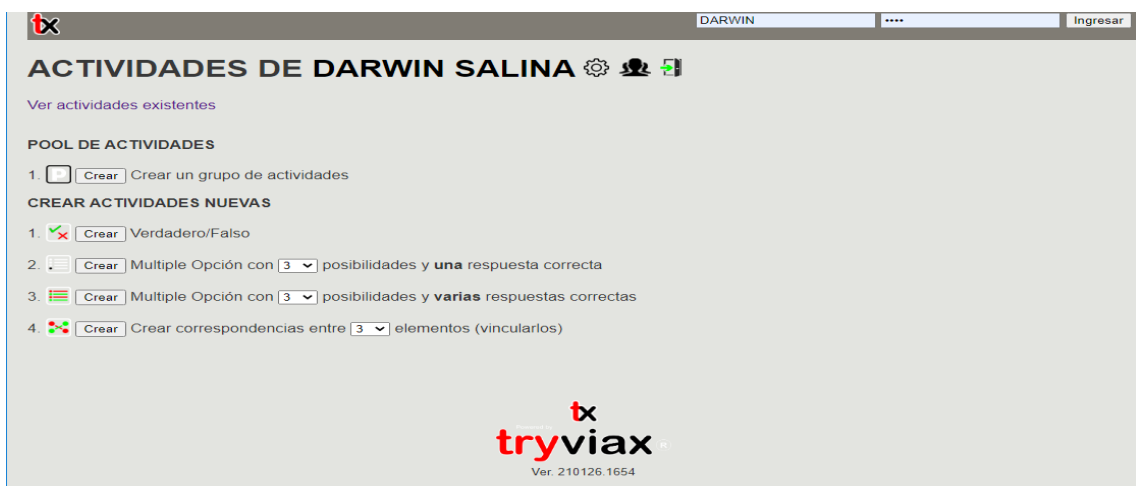 tx DARWIN •••• Ingresar
ACTIVIDADES DE DARWIN SALINA
Ver actividades existentes
POOL DE ACTIVIDADES
1. P Crear Crear un grupo de actividades
CREAR ACTIVIDADES NUEVAS
1. Crear Verdadero/Falso
2. Crear Multiple Opción con 3 posibilidades y una respuesta correcta
3. Crear Multiple Opción con 3 posibilidades y varias respuestas correctas
4. Crear Crear correspondencias entre 3 elementos (vincularlos)
tx
tryviax ®
Ver. 210126.1654